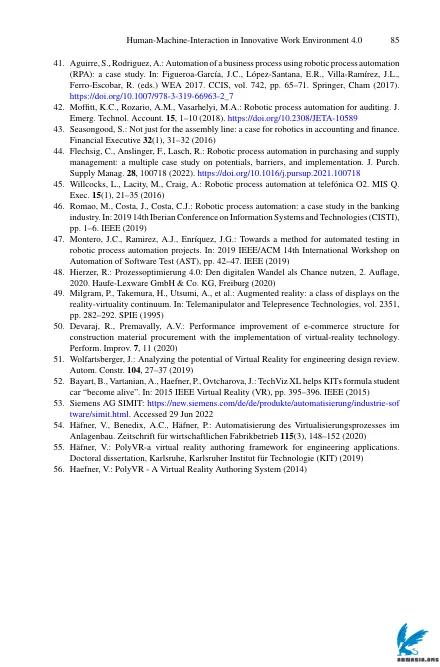 Human-Machine-Interaction in Innovative Work Environment 4.0 85
41. Aguirre, S., Rodriguez, A.: Automation of a business process using robotic process automation
(RPA): a case study. In: Figueroa-García, J.C., López-Santana, E.R., Villa-Ramírez, J.L.,
Ferro-Escobar, R. (eds.) WEA 2017. CCIS, vol. 742, pp. 65–71. Springer, Cham (2017).
https://doi.org/10.1007/978-3-319-66963-2_7
42. Moffitt, K.C., Rozario, A.M., Vasarhelyi, M.A.: Robotic process automation for auditing. J.
Emerg. Technol. Account. 15, 1–10 (2018). https://doi.org/10.2308/JETA-10589
43. Seasongood, S.: Not just for the assembly line: a case for robotics in accounting and finance.
Financial Executive 32(1), 31–32 (2016)
44. Flechsig, C., Anslinger, F., Lasch, R.: Robotic process automation in purchasing and supply
management: a multiple case study on potentials, barriers, and implementation. J. Purch.
Supply Manag. 28, 100718 (2022). https://doi.org/10.1016/j.pursup.2021.100718
45. Willcocks, L., Lacity, M., Craig, A.: Robotic process automation at telefónica O2. MIS Q.
Exec. 15(1), 21–35 (2016)
46. Romao, M., Costa, J., Costa, C.J.: Robotic process automation: a case study in the banking
industry. In: 2019 14th Iberian Conference on Information Systems and Technologies (CISTI),
pp. 1–6. IEEE (2019)
47. Montero, J.C., Ramirez, A.J., Enríquez, J.G.: Towards a method for automated testing in
robotic process automation projects. In: 2019 IEEE/ACM 14th International Workshop on
Automation of Software Test (AST), pp. 42–47. IEEE (2019)
48. Hierzer, R.: Prozessoptimierung 4.0: Den digitalen Wandel als Chance nutzen, 2. Auflage,
2020. Haufe-Lexware GmbH & Co. KG, Freiburg (2020)
49. Milgram, P., Takemura, H., Utsumi, A., et al.: Augmented reality: a class of displays on the
reality-virtuality continuum. In: Telemanipulator and Telepresence Technologies, vol. 2351,
pp. 282–292. SPIE (1995)
50. Devaraj, R., Premavally, A.V.: Performance improvement of e-commerce structure for
construction material procurement with the implementation of virtual-reality technology.
Perform. Improv. 7, 11 (2020)
51. Wolfartsberger, J.: Analyzing the potential of Virtual Reality for engineering design review.
Autom. Constr. 104, 27–37 (2019)
52. Bayart, B., Vartanian, A., Haefner, P., Ovtcharova, J.: TechViz XL helps KITs formula student
car “become alive”. In: 2015 IEEE Virtual Reality (VR), pp. 395–396. IEEE (2015)
53. Siemens AG SIMIT: https://new.siemens.com/de/de/produkte/automatisierung/industrie-sof
tware/simit.html. Accessed 29 Jun 2022
54. Häfner, V., Benedix, A.C., Häfner, P.: Automatisierung des Virtualisierungsprozesses im
Anlagenbau. Zeitschrift für wirtschaftlichen Fabrikbetrieb 115(3), 148–152 (2020)
55. Häfner, V.: PolyVR-a virtual reality authoring framework for engineering applications.
Doctoral dissertation, Karlsruhe, Karlsruher Institut für Technologie (KIT) (2019)
56. Haefner, V.: PolyVR - A Virtual Reality Authoring System (2014)